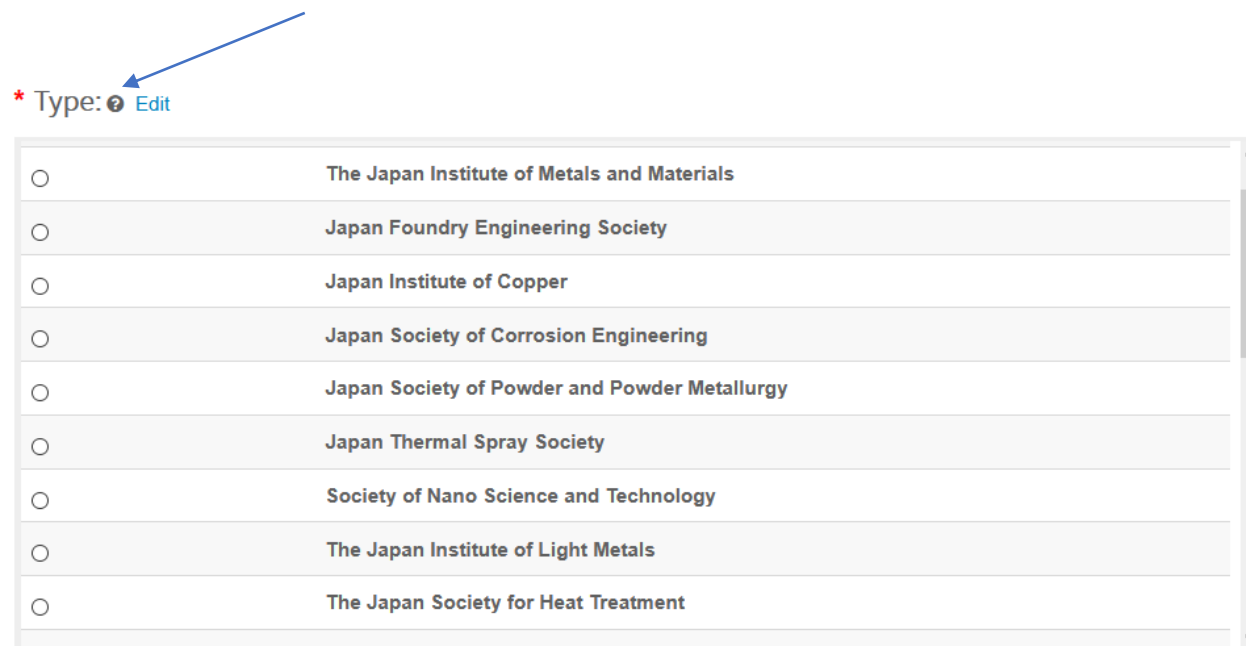 * Type: ? Edit
The Japan Institute of Metals and Materials
Japan Foundry Engineering Society
Japan Institute of Copper
Japan Society of Corrosion Engineering
Japan Society of Powder and Powder Metallurgy
Japan Thermal Spray Society
Society of Nano Science and Technology
The Japan Institute of Light Metals
The Japan Society for Heat Treatment